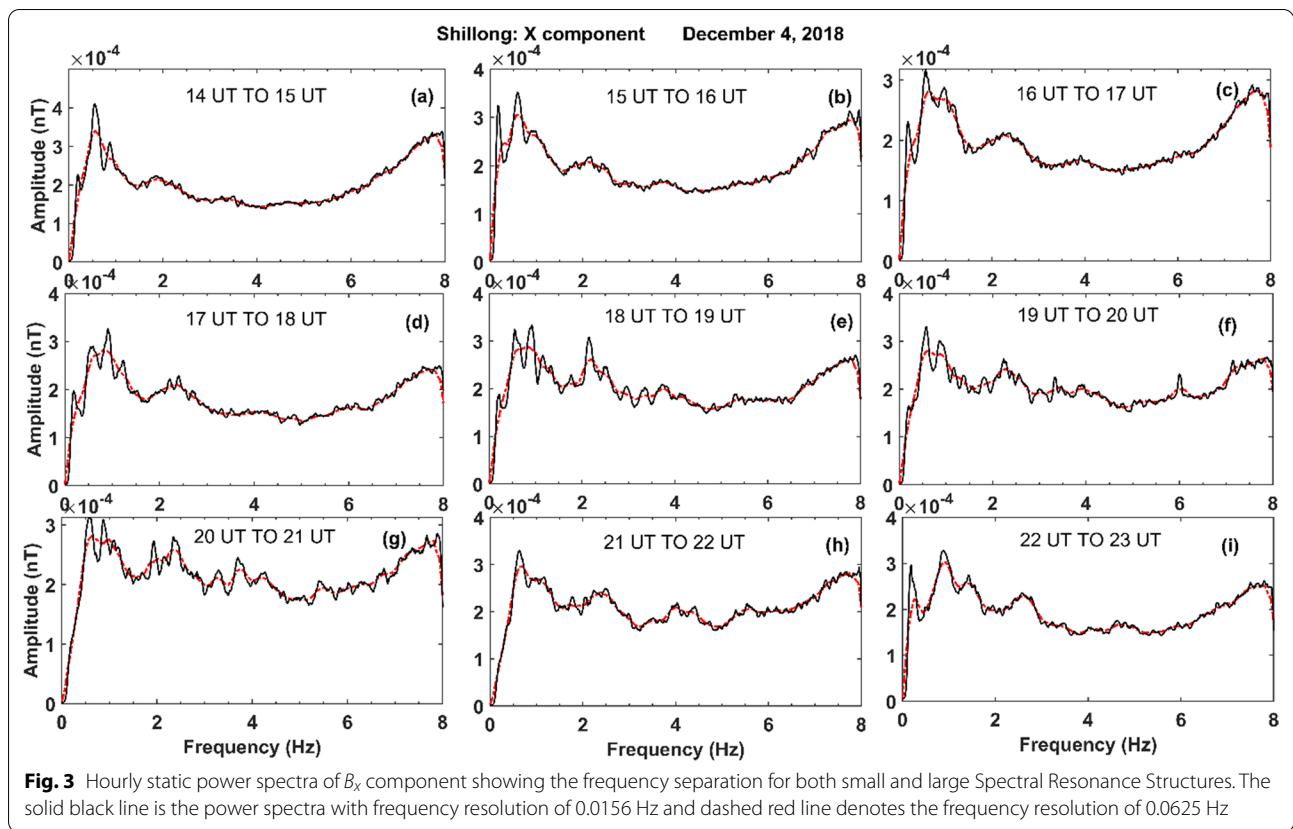 Shillong: X component December 4, 2018
×10-4 ×10-4 ×10-4
14 UT TO 15 UT (a) 15 UT TO 16 UT (b) 16 UT TO 17 UT (c)
Amplitude (nT)
0 1 2 3 4
0 1 2 3 4
0 1 2 3
0 2 4 6 8
0 2 4 6 8
0 2 4 6 8
×10-4 ×10-4 ×10-4
17 UT TO 18 UT (d) 18 UT TO 19 UT (e) 19 UT TO 20 UT (f)
Amplitude (nT)
0 1 2 3 4
0 1 2 3 4
0 1 2 3 4
0 2 4 6 8
0 2 4 6 8
0 2 4 6 8
×10-4 ×10-4 ×10-4
20 UT TO 21 UT (g) 21 UT TO 22 UT (h) 22 UT TO 23 UT (i)
Amplitude (nT)
0 1 2 3
0 1 2 3 4
0 1 2 3 4
0 2 4 6 8
0 2 4 6 8
0 2 4 6 8
Frequency (Hz) Frequency (Hz) Frequency (Hz)
Fig. 3 Hourly static power spectra of Bx component showing the frequency separation for both small and large Spectral Resonance Structures. The
solid black line is the power spectra with frequency resolution of 0.0156 Hz and dashed red line denotes the frequency resolution of 0.0625 Hz